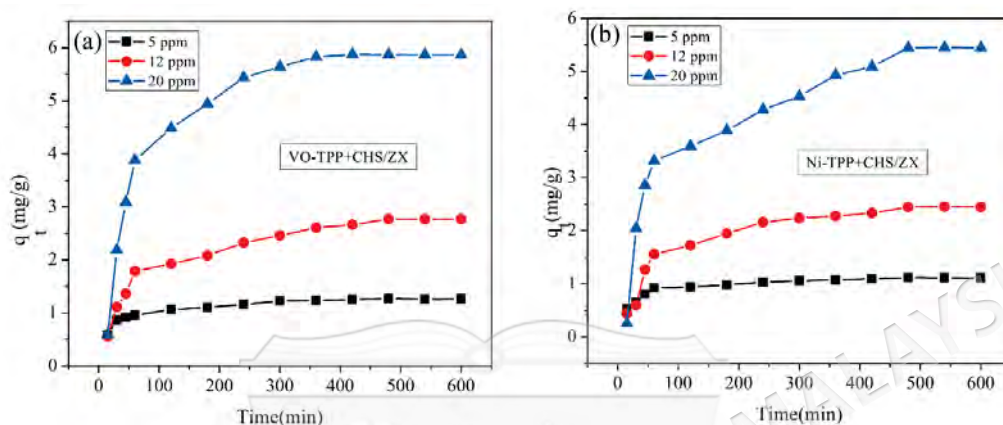 (a)
5 ppm
12 ppm
20 ppm
VO-TPP+CHS/ZX
q t (mg/g)
6
5
4
3
2
1
0
0 100 200 300 400 500 600
Time(min)
(b)
5 ppm
12 ppm
20 ppm
Ni-TPP+CHS/ZX
q t (mg/g)
6
5
4
3
2
1
0
0 100 200 300 400 500 600
Time(min)
MALAYSI